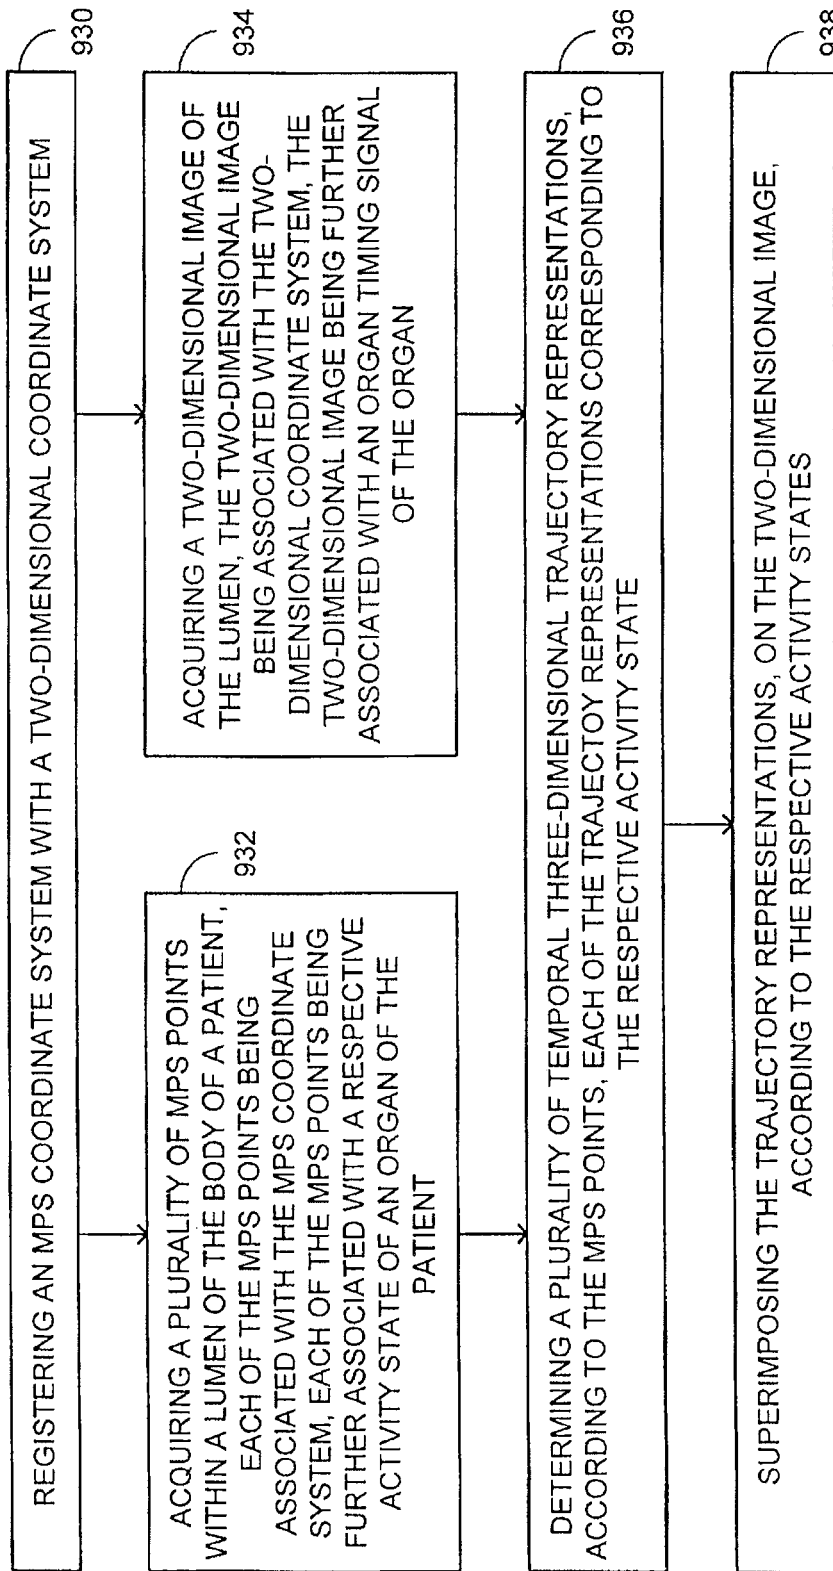 930
REGISTERING AN MPS COORDINATE SYSTEM WITH A TWO-DIMENSIONAL COORDINATE SYSTEM
932
ACQUIRING A PLURALITY OF MPS POINTS
WITHIN A LUMEN OF THE BODY OF A PATIENT,
EACH OF THE MPS POINTS BEING
ASSOCIATED WITH THE MPS COORDINATE
SYSTEM, EACH OF THE MPS POINTS BEING
FURTHER ASSOCIATED WITH A RESPECTIVE
ACTIVITY STATE OF AN ORGAN OF THE
PATIENT
934
ACQUIRING A TWO-DIMENSIONAL IMAGE OF
THE LUMEN, THE TWO-DIMENSIONAL IMAGE
BEING ASSOCIATED WITH THE TWO-
DIMENSIONAL COORDINATE SYSTEM, THE
TWO-DIMENSIONAL IMAGE BEING FURTHER
ASSOCIATED WITH AN ORGAN TIMING SIGNAL
OF THE ORGAN
936
DETERMINING A PLURALITY OF TEMPORAL THREE-DIMENSIONAL TRAJECTORY REPRESENTATIONS,
ACCORDING TO THE MPS POINTS, EACH OF THE TRAJECTOY REPRESENTATIONS CORRESPONDING TO
THE RESPECTIVE ACTIVITY STATE
938
SUPERIMPOSING THE TRAJECTORY REPRESENTATIONS, ON THE TWO-DIMENSIONAL IMAGE,
ACCORDING TO THE RESPECTIVE ACTIVITY STATES